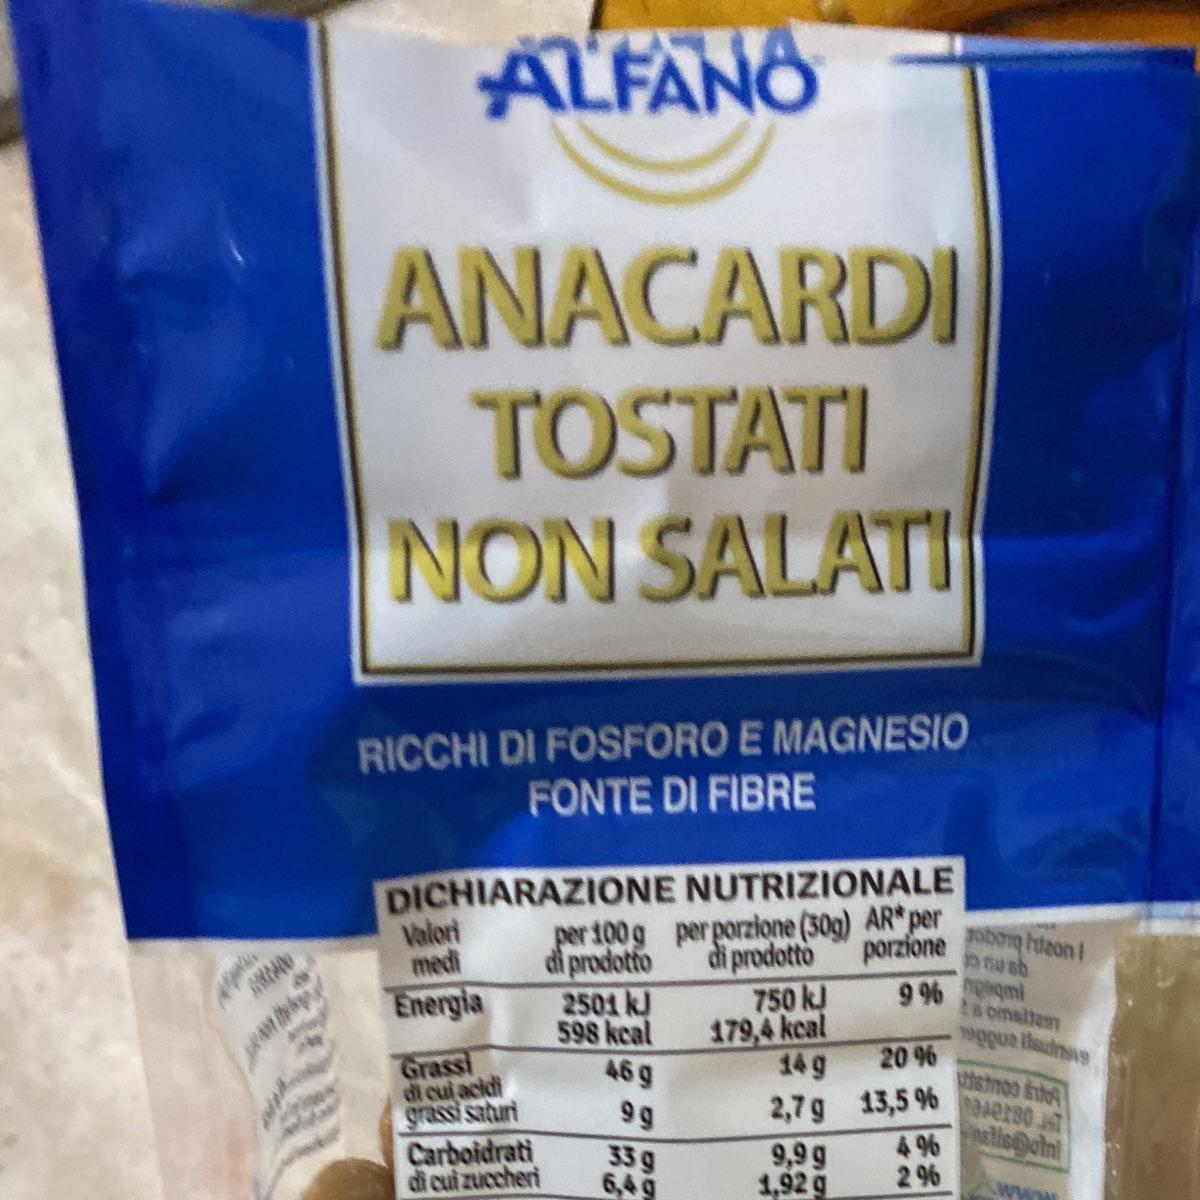 ALFANO
ANACARDI
TOSTATI
NON SALATI
RICCHI DI FOSFORO E MAGNESIO
FONTE DI FIBRE
DICHIARAZIONE NUTRIZIONALE
Valori medi per 100 g di prodotto per porzione (30g) di prodotto AR* per porzione
Energia 2501 kJ 750 kJ 9 %
598 kcal 179,4 kcal
Grassi 46 g 14 g 20 %
di cui acidi
grassi saturi 9 g 2,7 g 13,5 %
Carboidrati 33 g 9,9 g 4 %
di cui zuccheri 6,4 g 1,92 g 2 %